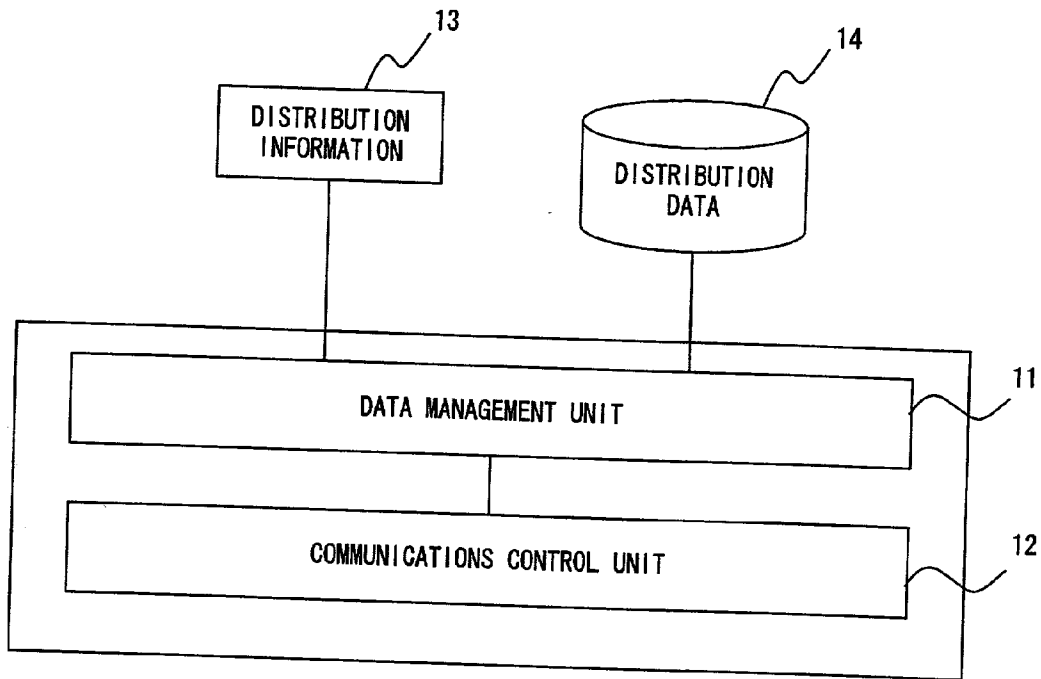 13
14
DISTRIBUTION
INFORMATION
DISTRIBUTION
DATA
11
DATA MANAGEMENT UNIT
12
COMMUNICATIONS CONTROL UNIT